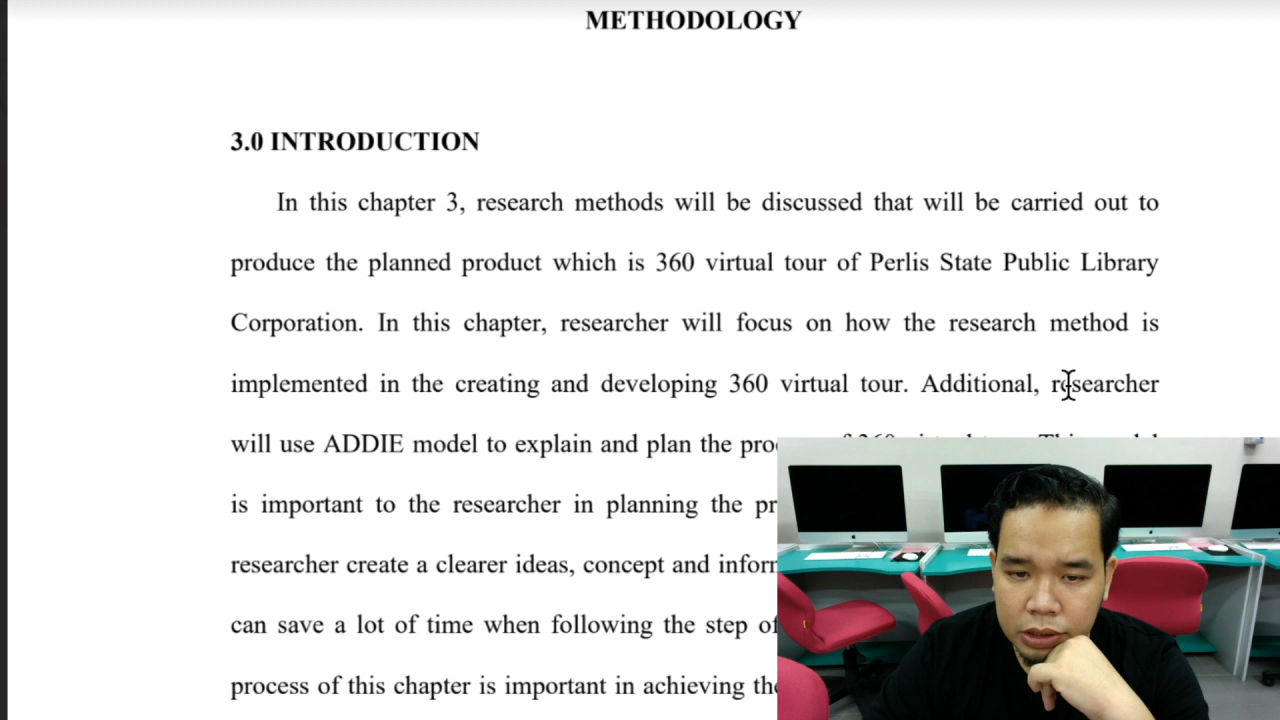 METHODOLOGY
3.0 INTRODUCTION
In this chapter 3, research methods will be discussed that will be carried out to
produce the planned product which is 360 virtual tour of Perlis State Public Library
Corporation. In this chapter, researcher will focus on how the research method is
implemented in the creating and developing 360 virtual tour. Additional, researcher
will use ADDIE model to explain and plan the
is important to the researcher in planning the
researcher create a clearer ideas, concept and
can save a lot of time when following the step of
process of this chapter is important in achieving the